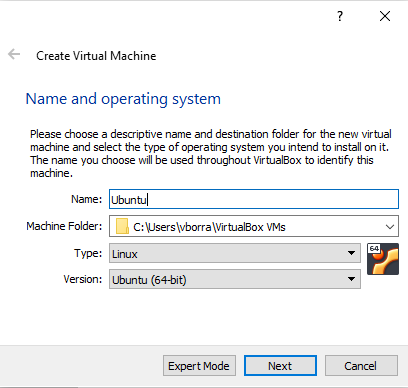 ?
Create Virtual Machine
Name and operating system
Please choose a descriptive name and destination folder for the new virtual
machine and select the type of operating system you intend to install on it.
The name you choose will be used throughout VirtualBox to identify this
machine.
Name: Ubuntu
Machine Folder: C:\Users\vborra\VirtualBox VMs
Type: Linux
64
Version: Ubuntu (64-bit)
Expert Mode Next Cancel